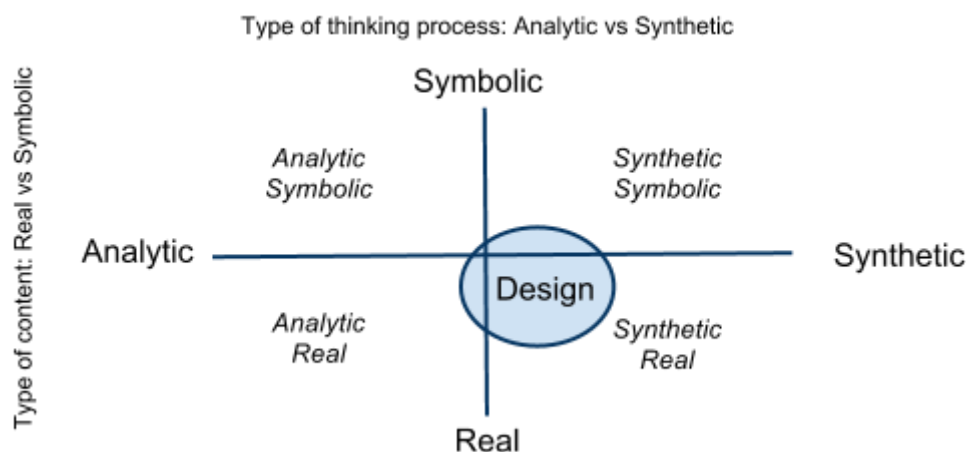 Type of thinking process: Analytic vs Synthetic
Type of content: Real vs Symbolic
Symbolic
Analytic
Symbolic
Synthetic
Symbolic
Analytic
Synthetic
Design
Analytic
Real
Synthetic
Real
Real